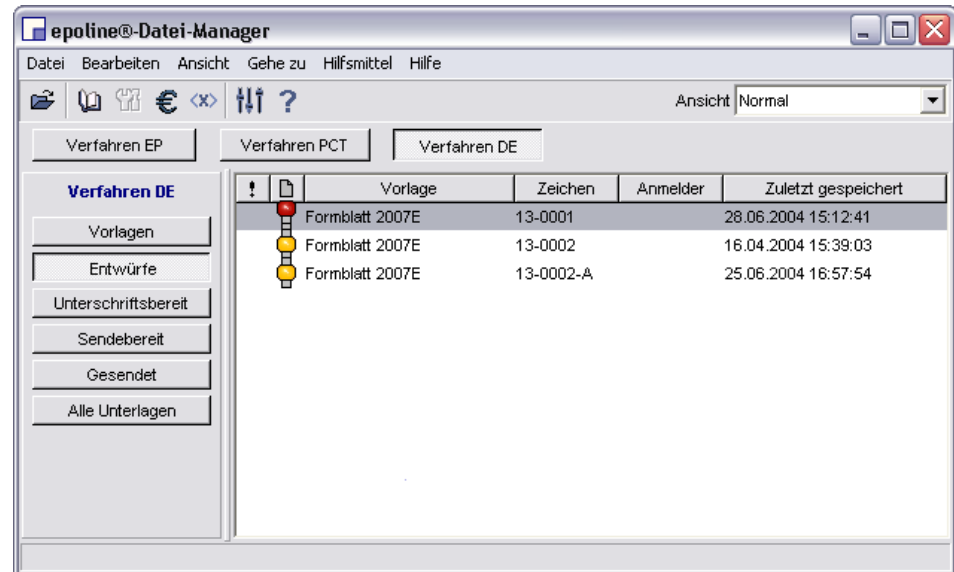 epoline®-Datei-Manager
Datei Bearbeiten Ansicht Gehe zu Hilfsmittel Hilfe
€ <x> ? Ansicht Normal
Verfahren EP Verfahren PCT Verfahren DE
Verfahren DE
Vorlagen
Entwürfe
Unterschriftsbereit
Sendebereit
Gesendet
Alle Unterlagen
! Vorlage Zeichen Anmelder Zuletzt gespeichert
Formblatt 2007E 13-0001 28.06.2004 15:12:41
Formblatt 2007E 13-0002 16.04.2004 15:39:03
Formblatt 2007E 13-0002-A 25.06.2004 16:57:54